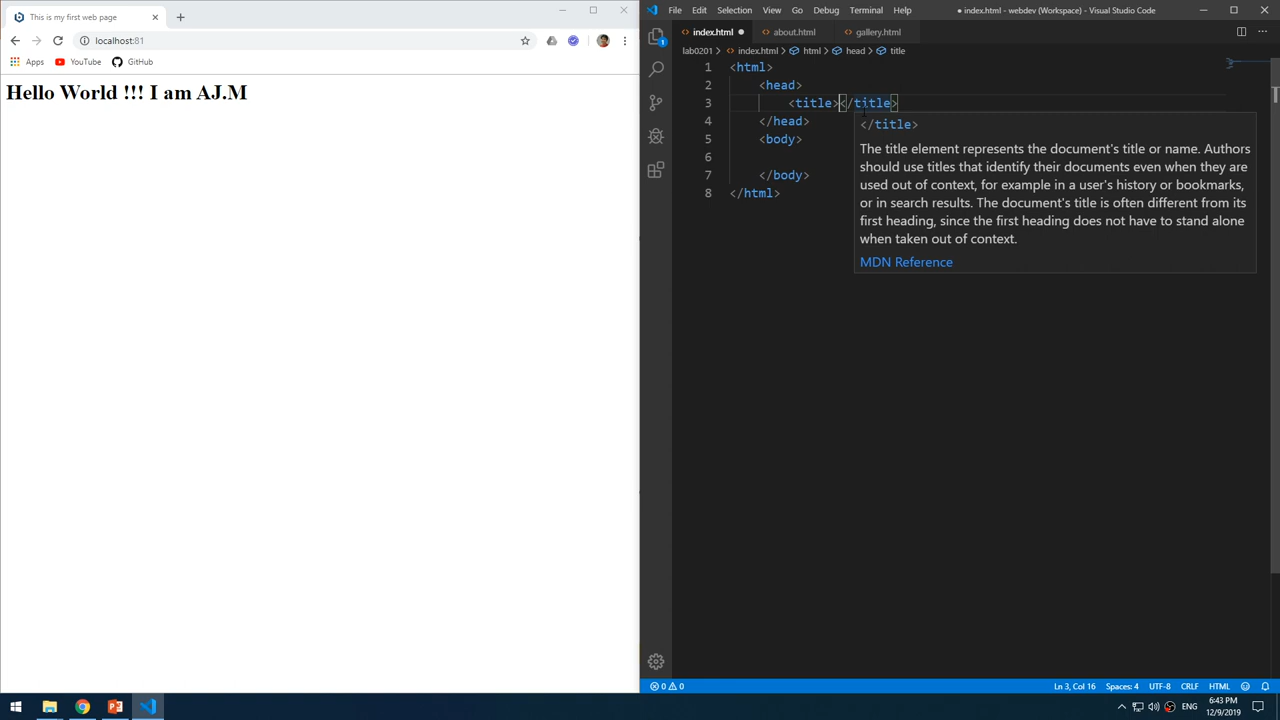 This is my first web page
localhost:81
Apps YouTube GitHub
Hello World !!! I am AJ.M
File Edit Selection View Go Debug Terminal Help
● index.html - webdev (Workspace) - Visual Studio Code
index.html about.html gallery.html
lab0201 > index.html > html > head > title
1 <html>
2 <head>
3 <title></title>
4 </head>
5 <body>
6
7 </body>
8 </html>
</title>
The title element represents the document's title or name. Authors
should use titles that identify their documents even when they are
used out of context, for example in a user's history or bookmarks,
or in search results. The document's title is often different from its
first heading, since the first heading does not have to stand alone
when taken out of context.
MDN Reference
1
0 0 Ln 3, Col 16 Spaces: 4 UTF-8 CRLF HTML
ENG
6:43 PM
12/9/2019